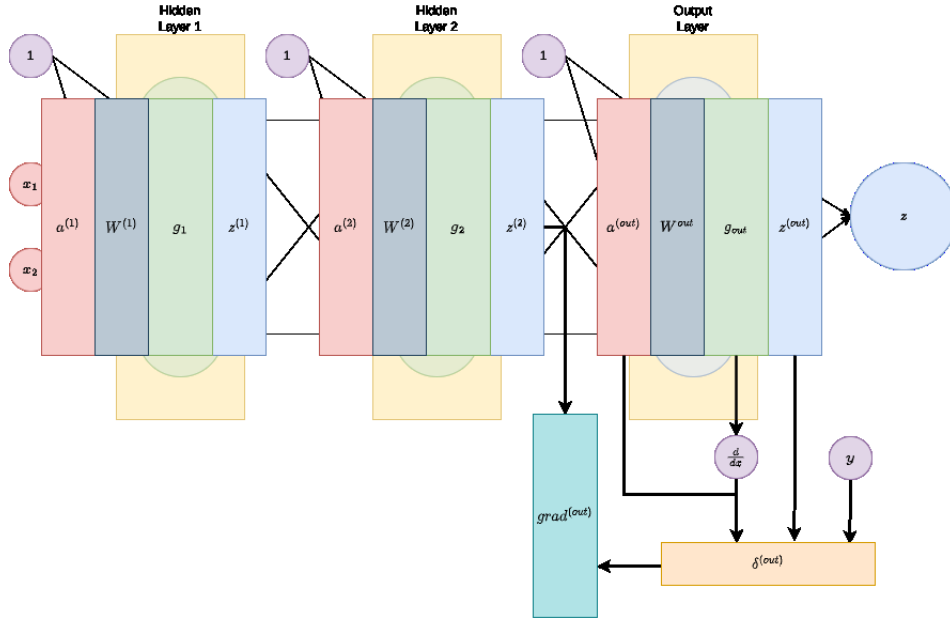 Hidden
Layer 1
Hidden
Layer 2
Output
Layer
1
1
1
x₁
x₂
a⁽¹⁾
W⁽¹⁾
g₁
z⁽¹⁾
a⁽²⁾
W⁽²⁾
g₂
z⁽²⁾
a⁽ᵒᵘᵗ⁾
Wᵒᵘᵗ
g_out
z⁽ᵒᵘᵗ⁾
z
d/dx
y
grad⁽ᵒᵘᵗ⁾
δ⁽ᵒᵘᵗ⁾